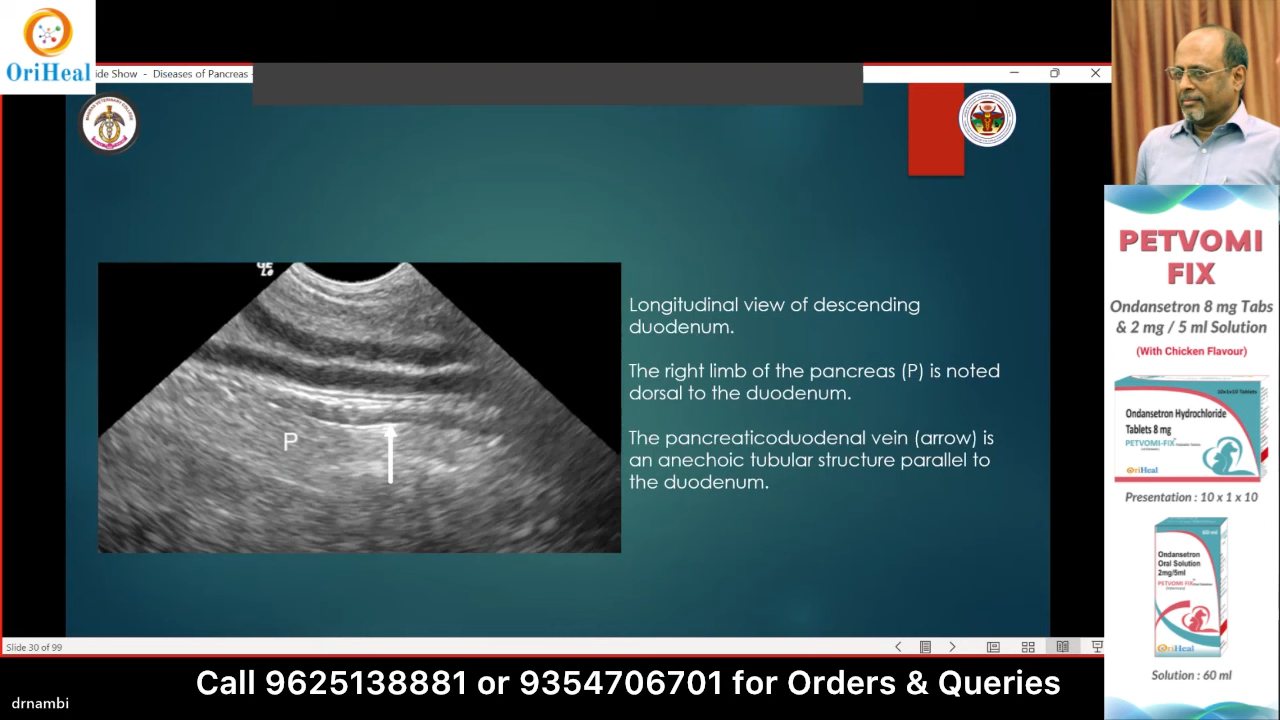 OriHeal
ide Show - Diseases of Pancreas -
Longitudinal view of descending
duodenum.
The right limb of the pancreas (P) is noted
dorsal to the duodenum.
The pancreaticoduodenal vein (arrow) is
an anechoic tubular structure parallel to
the duodenum.
P
Slide 30 of 99
PETVOMI
FIX
Ondansetron 8 mg Tabs
& 2 mg / 5 ml Solution
(With Chicken Flavour)
10x1x10 Tablets
Ondansetron Hydrochloride
Tablets 8 mg
PETVOMI-FIX
OriHeal
Presentation : 10 x 1 x 10
60 ml
Ondansetron
Oral Solution
2mg/5ml
PETVOMI FIX
OriHeal
Solution : 60 ml
Call 9625138881 or 9354706701 for Orders & Queries
drnambi